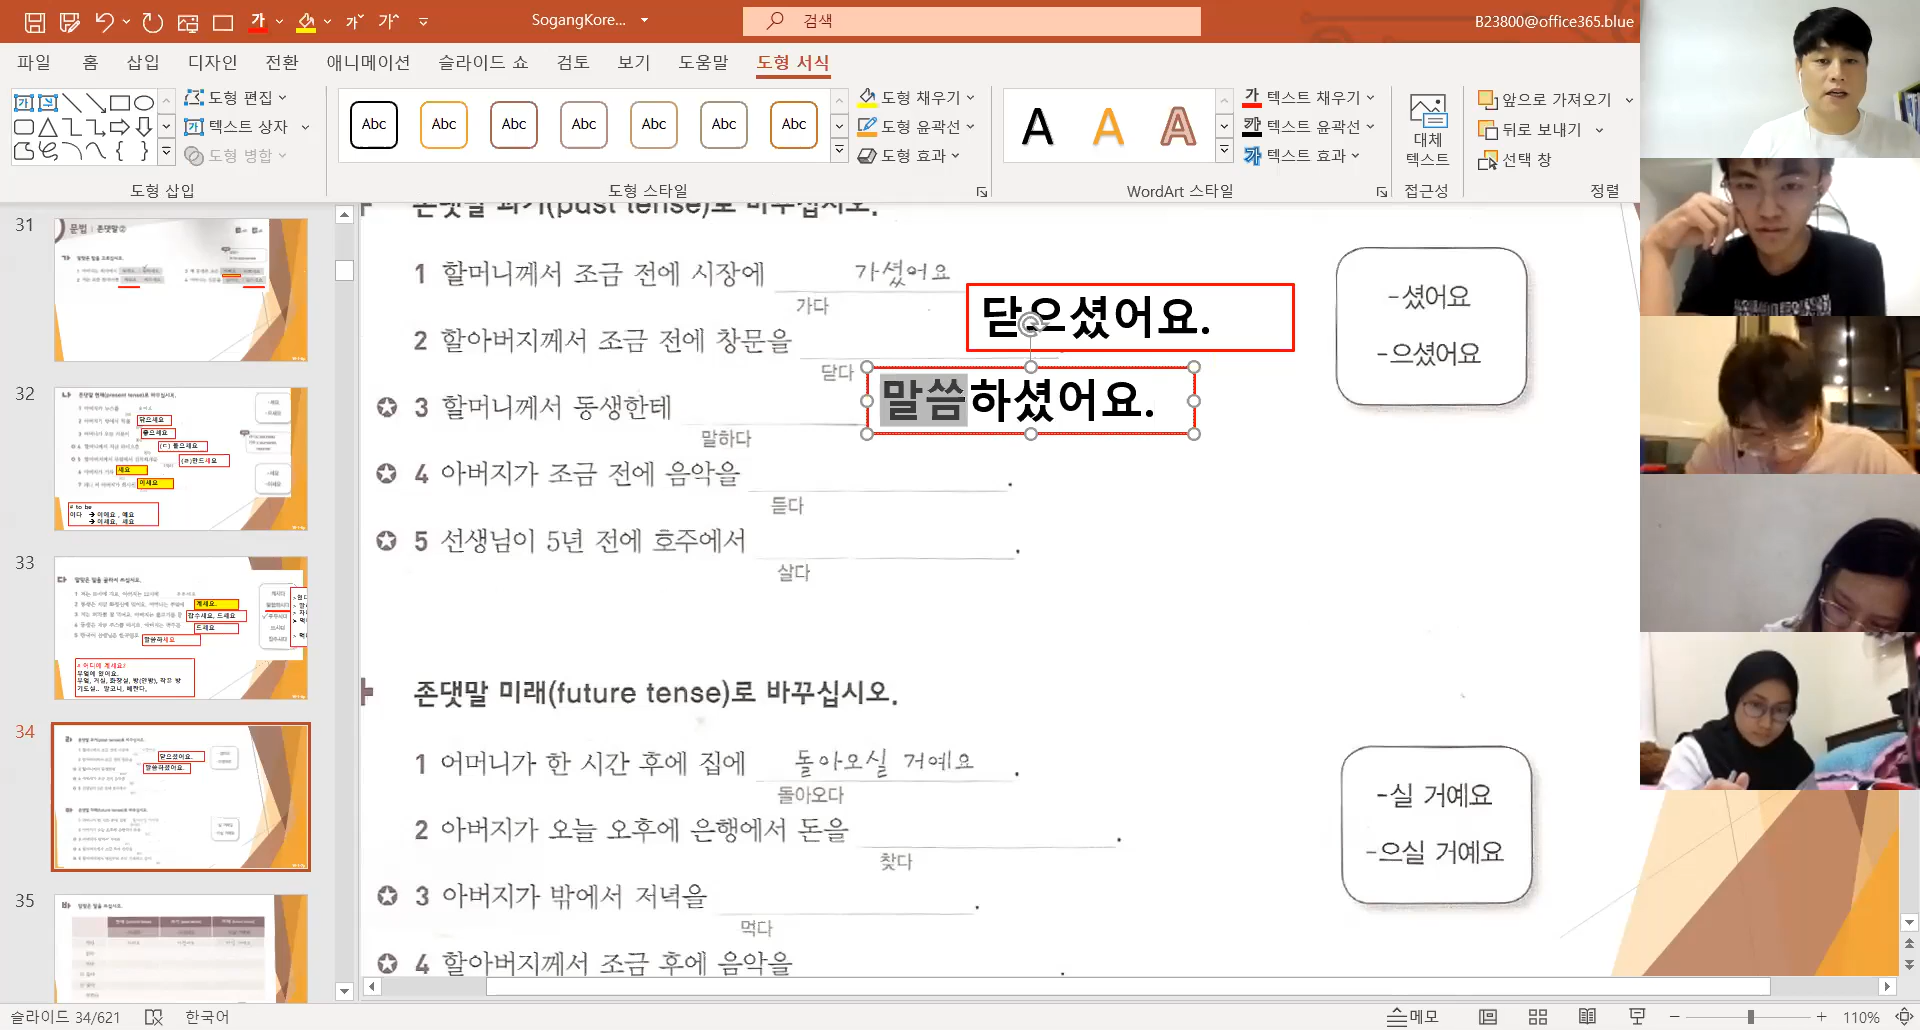 SogangKore...
검색
B23800@office365.blue
파일 홈 삽입 디자인 전환 애니메이션 슬라이드 쇼 검토 보기 도움말 도형 서식
도형 편집
텍스트 상자
도형 병합
도형 삽입
Abc Abc Abc Abc Abc Abc Abc
도형 채우기
도형 윤곽선
도형 효과
도형 스타일
A A A
텍스트 채우기
텍스트 윤곽선
텍스트 효과
WordArt 스타일
대체
텍스트
접근성
앞으로 가져오기
뒤로 보내기
선택 창
정렬
31
32
33
34
35
존댓말 과거(past tense)로 바꾸십시오.
1 할머니께서 조금 전에 시장에 가셨어요
가다
닫으셨어요.
2 할아버지께서 조금 전에 창문을
닫다
말씀하셨어요.
3 할머니께서 동생한테
말하다
4 아버지가 조금 전에 음악을 .
듣다
5 선생님이 5년 전에 호주에서 .
살다
-셨어요
-으셨어요
존댓말 미래(future tense)로 바꾸십시오.
1 어머니가 한 시간 후에 집에 돌아오실 거예요 .
돌아오다
2 아버지가 오늘 오후에 은행에서 돈을 .
찾다
3 아버지가 밖에서 저녁을 .
먹다
4 할아버지께서 조금 후에 음악을 .
-실 거예요
-으실 거예요
슬라이드 34/621 한국어
메모
110%